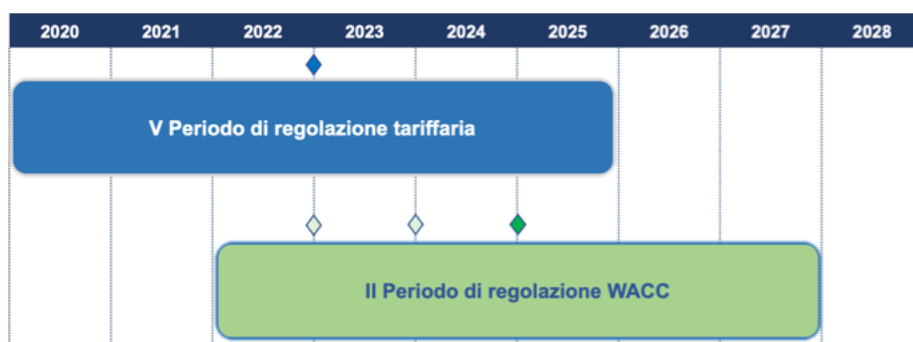 2020 2021 2022 2023 2024 2025 2026 2027 2028
V Periodo di regolazione tariffaria
II Periodo di regolazione WACC